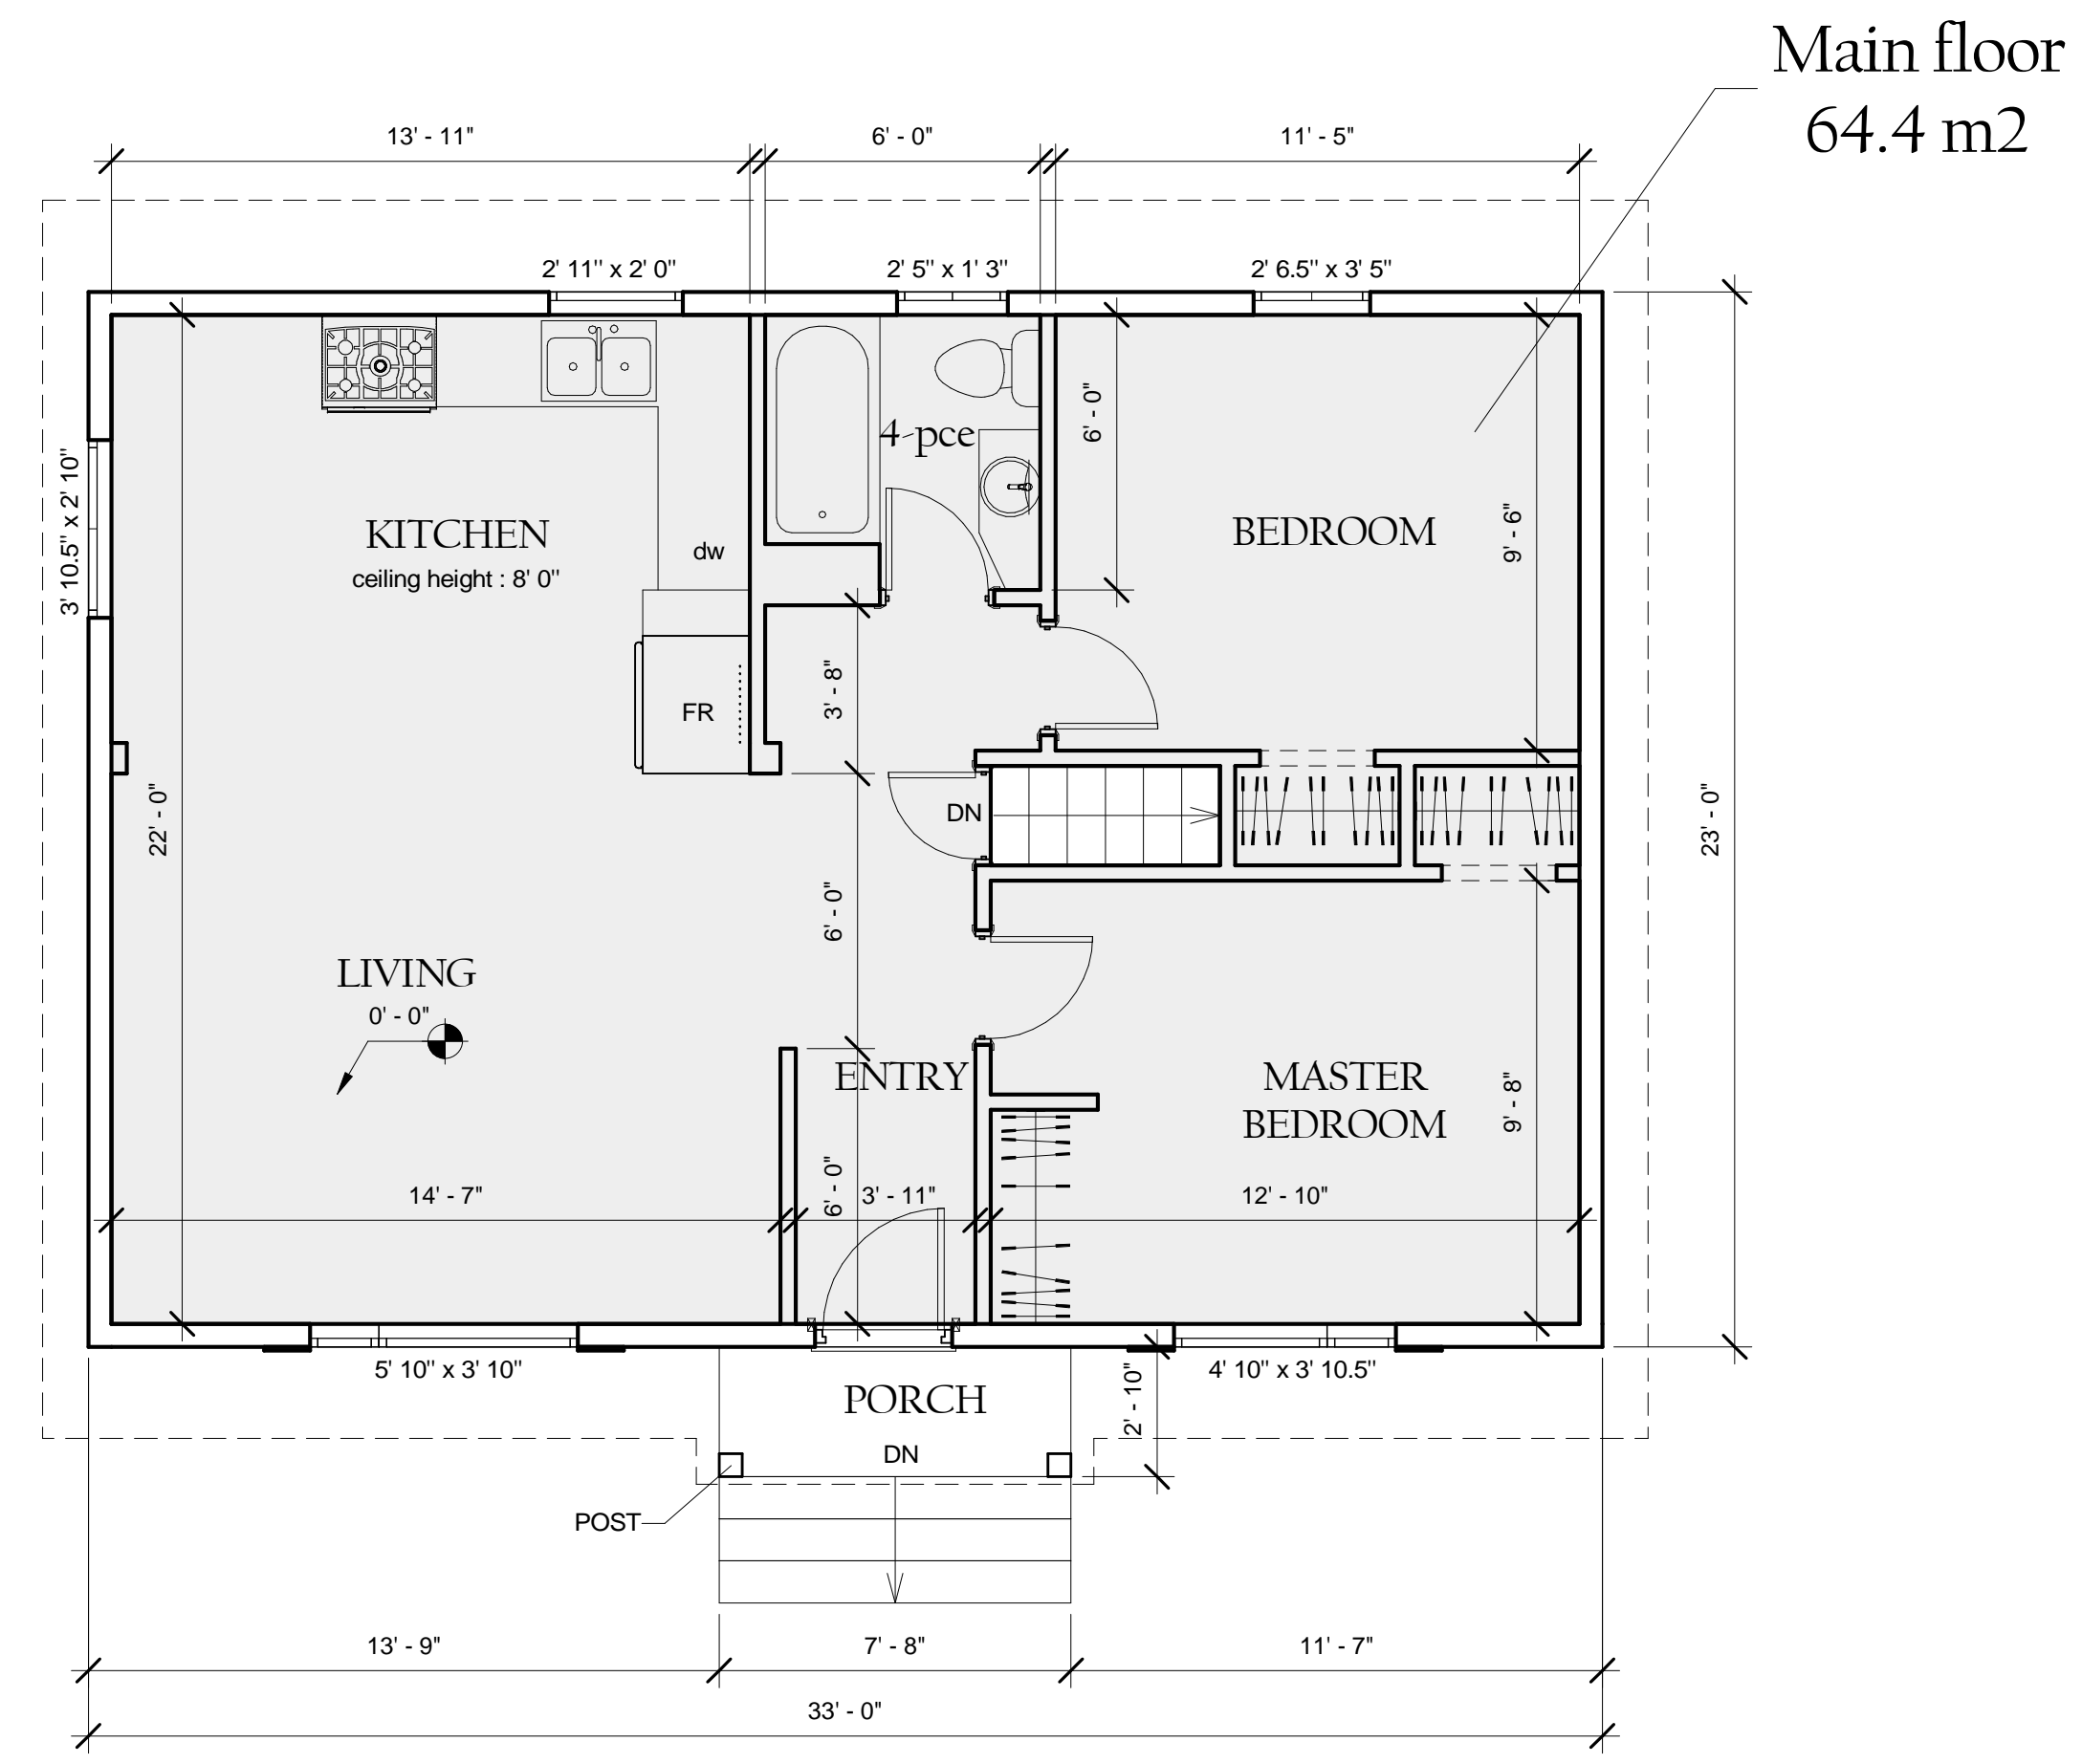 Main floor
64.4 m2
13' - 11"
6' - 0"
11' - 5"
2' 11" x 2' 0"
2' 5" x 1' 3"
2' 6.5" x 3' 5"
3' 10.5" x 2' 10"
4-pce
6' - 0"
KITCHEN
ceiling height : 8' 0"
dw
BEDROOM
9' - 6"
FR
3' - 8"
22' - 0"
DN
23' - 0"
6' - 0"
LIVING
0' - 0"
ENTRY
MASTER
BEDROOM
9' - 8"
14' - 7"
6' - 0"
3' - 11"
12' - 10"
5' 10" x 3' 10"
4' 10" x 3' 10.5"
PORCH
2' - 10"
DN
POST
13' - 9"
7' - 8"
11' - 7"
33' - 0"